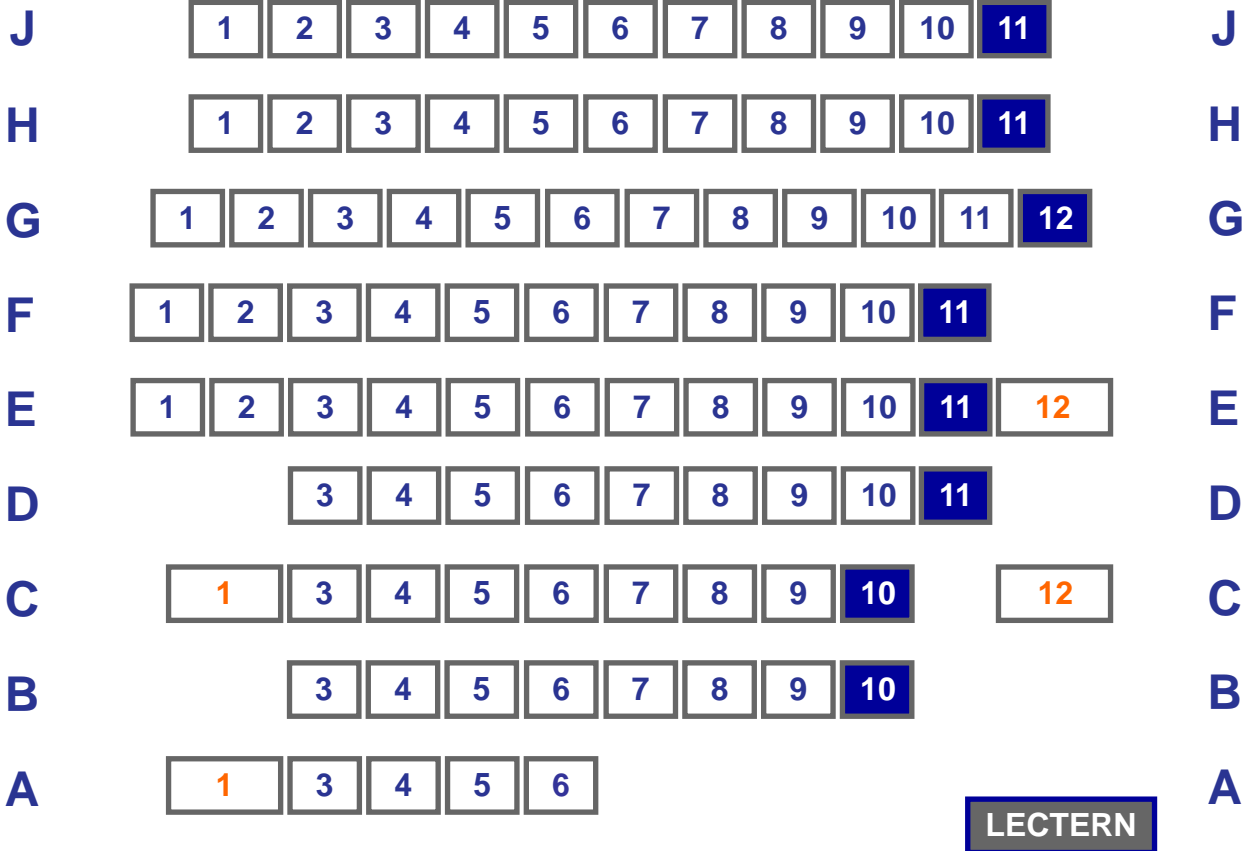 J 1 2 3 4 5 6 7 8 9 10 11 J
H 1 2 3 4 5 6 7 8 9 10 11 H
G 1 2 3 4 5 6 7 8 9 10 11 12 G
F 1 2 3 4 5 6 7 8 9 10 11 F
E 1 2 3 4 5 6 7 8 9 10 11 12 E
D 3 4 5 6 7 8 9 10 11 D
C 1 3 4 5 6 7 8 9 10 12 C
B 3 4 5 6 7 8 9 10 B
A 1 3 4 5 6 A
LECTERN